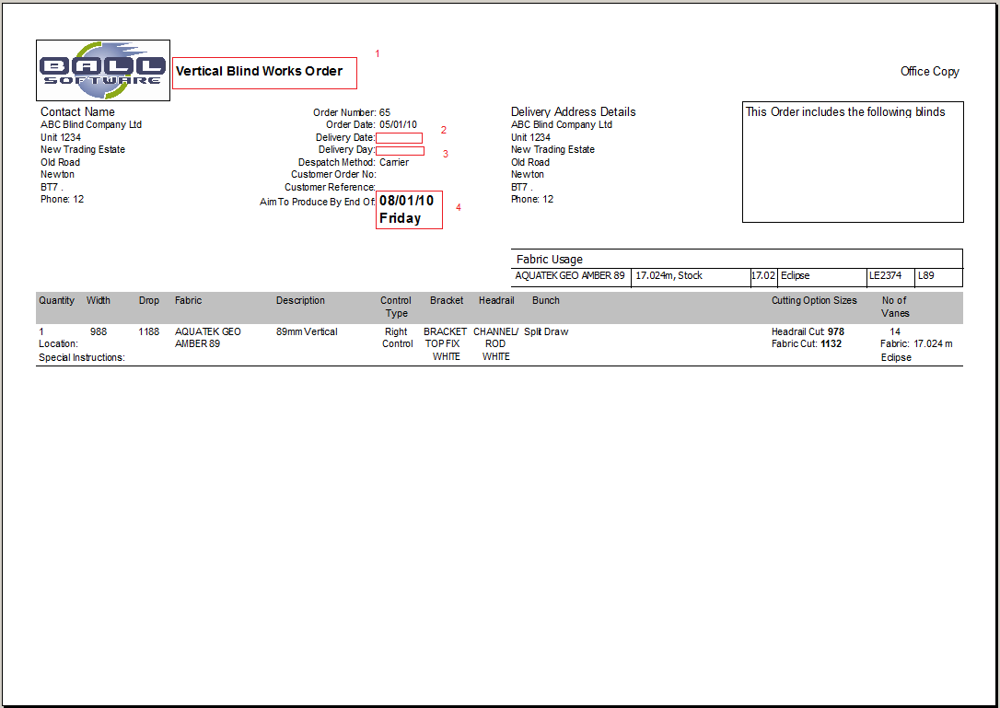 1
BALL
SOFTWARE
Vertical Blind Works Order
Office Copy
Contact Name
ABC Blind Company Ltd
Unit 1234
New Trading Estate
Old Road
Newton
BT7 .
Phone: 12
Order Number: 65
Order Date: 05/01/10
Delivery Date: 2
Delivery Day: 3
Despatch Method: Carrier
Customer Order No:
Customer Reference:
Aim To Produce By End Of: 08/01/10
Friday
4
Delivery Address Details
ABC Blind Company Ltd
Unit 1234
New Trading Estate
Old Road
Newton
BT7 .
Phone: 12
This Order includes the following blinds
Fabric Usage
AQUATEK GEO AMBER 89 17.024m, Stock 17.02 Eclipse LE2374 L89
Quantity Width Drop Fabric Description Control Bracket Headrail Bunch Cutting Option Sizes No of
Type Vanes
1 988 1188 AQUATEK GEO 89mm Vertical Right BRACKET CHANNEL/ Split Draw Headrail Cut: 978 14
Location: AMBER 89 Control TOP FIX ROD Fabric Cut: 1132 Fabric: 17.024 m
Special Instructions: WHITE WHITE Eclipse